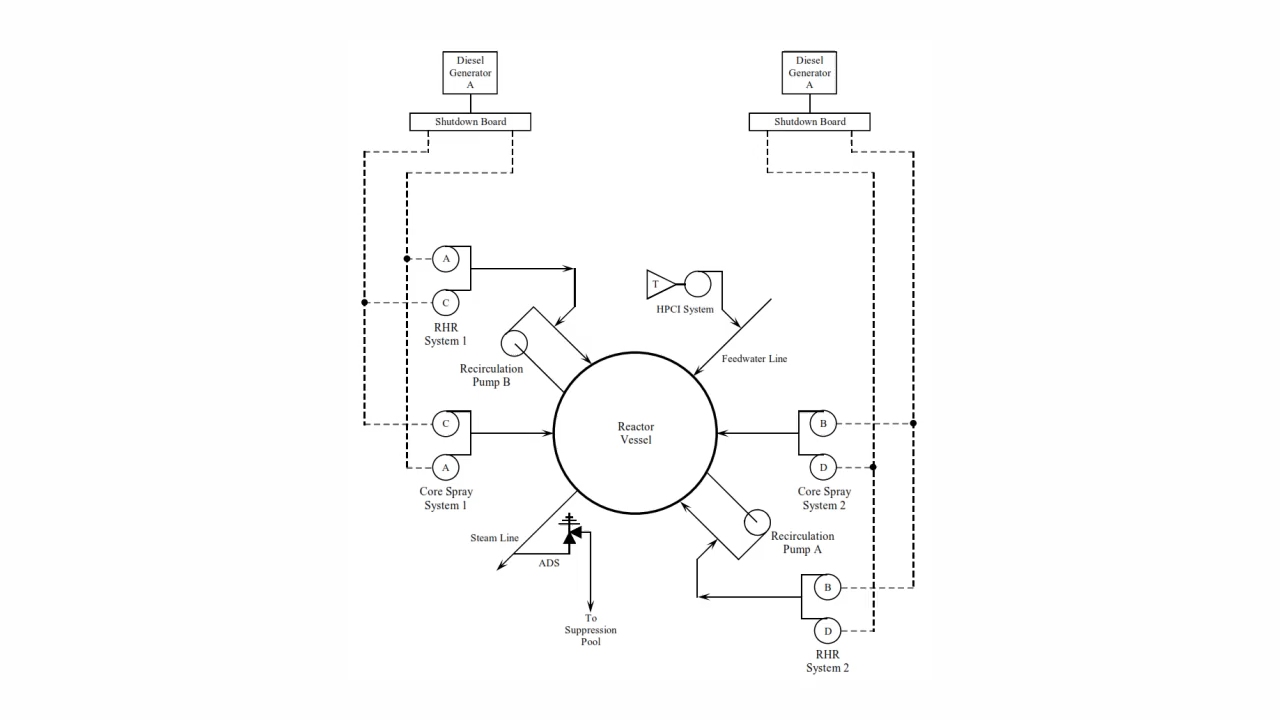 Diesel
Generator
A
Diesel
Generator
A
Shutdown Board
Shutdown Board
A
C
RHR
System 1
T
HPCI System
Feedwater Line
Recirculation
Pump B
C
A
Core Spray
System 1
Reactor
Vessel
B
D
Core Spray
System 2
Steam Line
ADS
To
Suppression
Pool
Recirculation
Pump A
B
D
RHR
System 2